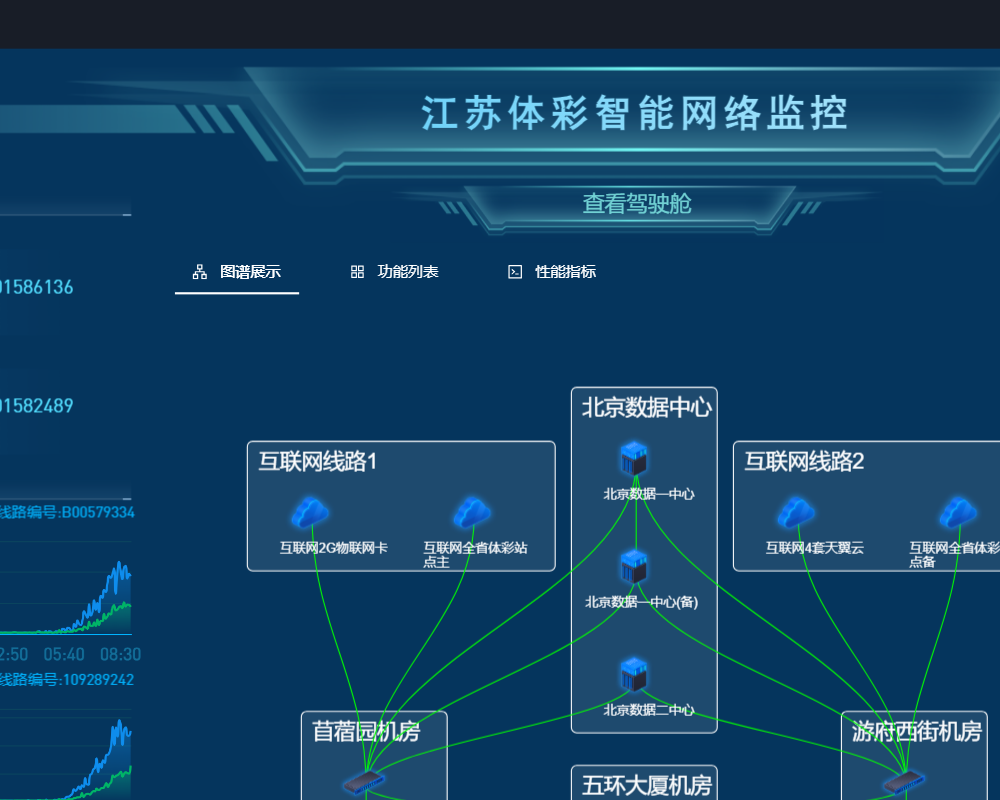 江苏体彩智能网络监控
查看驾驶舱
图谱展示 功能列表 性能指标
01586136
01582489
线路编号:B00579334
2:50 05:40 08:30
线路编号:109289242
北京数据中心
北京数据一中心
北京数据一中心(备)
北京数据二中心
互联网线路1
互联网2G物联网卡
互联网全省体彩站
点主
互联网线路2
互联网4套天翼云
互联网全省体彩
点备
苜蓿园机房
五环大厦机房
游府西街机房